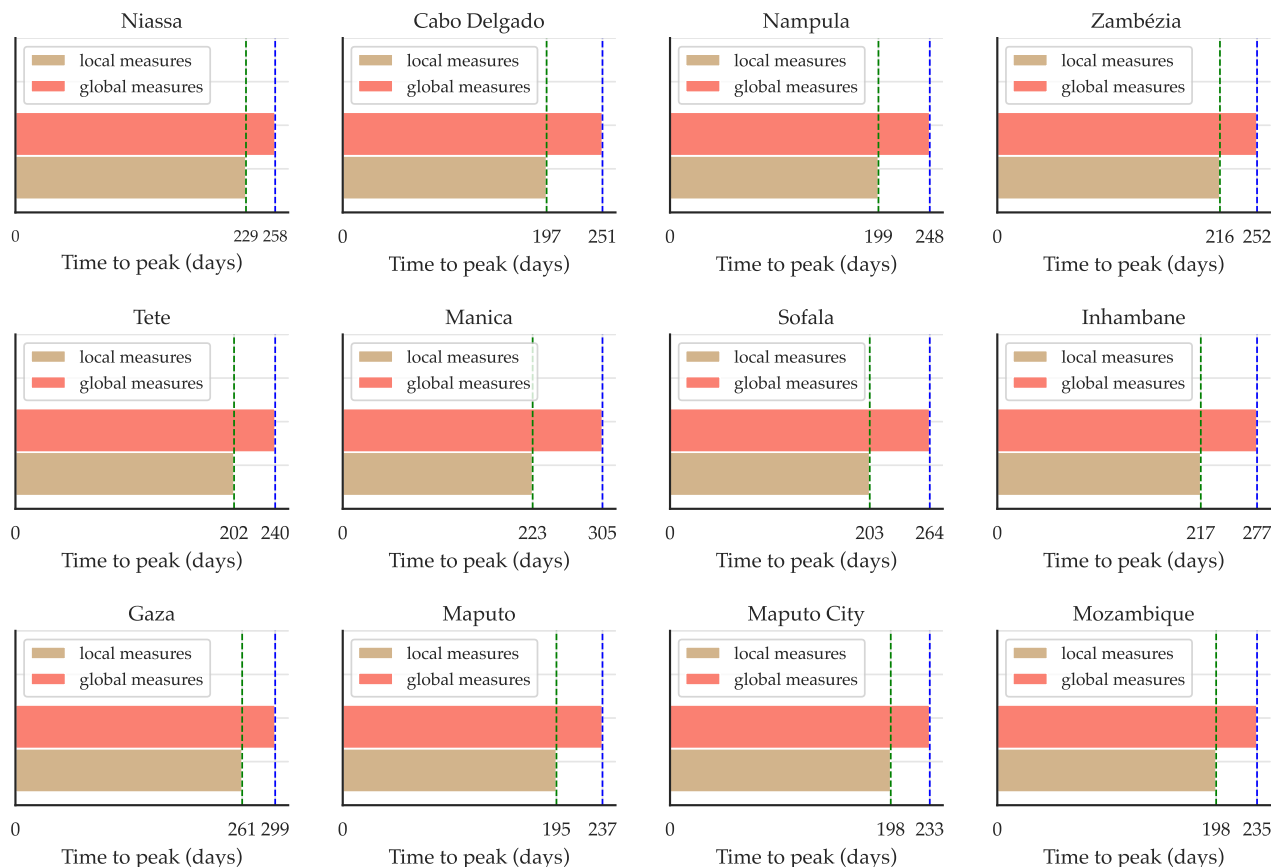 Niassa
local measures
global measures
0 229 258
Time to peak (days)
Cabo Delgado
local measures
global measures
0 197 251
Time to peak (days)
Nampula
local measures
global measures
0 199 248
Time to peak (days)
Zambézia
local measures
global measures
0 216 252
Time to peak (days)
Tete
local measures
global measures
0 202 240
Time to peak (days)
Manica
local measures
global measures
0 223 305
Time to peak (days)
Sofala
local measures
global measures
0 203 264
Time to peak (days)
Inhambane
local measures
global measures
0 217 277
Time to peak (days)
Gaza
local measures
global measures
0 261 299
Time to peak (days)
Maputo
local measures
global measures
0 195 237
Time to peak (days)
Maputo City
local measures
global measures
0 198 233
Time to peak (days)
Mozambique
local measures
global measures
0 198 235
Time to peak (days)